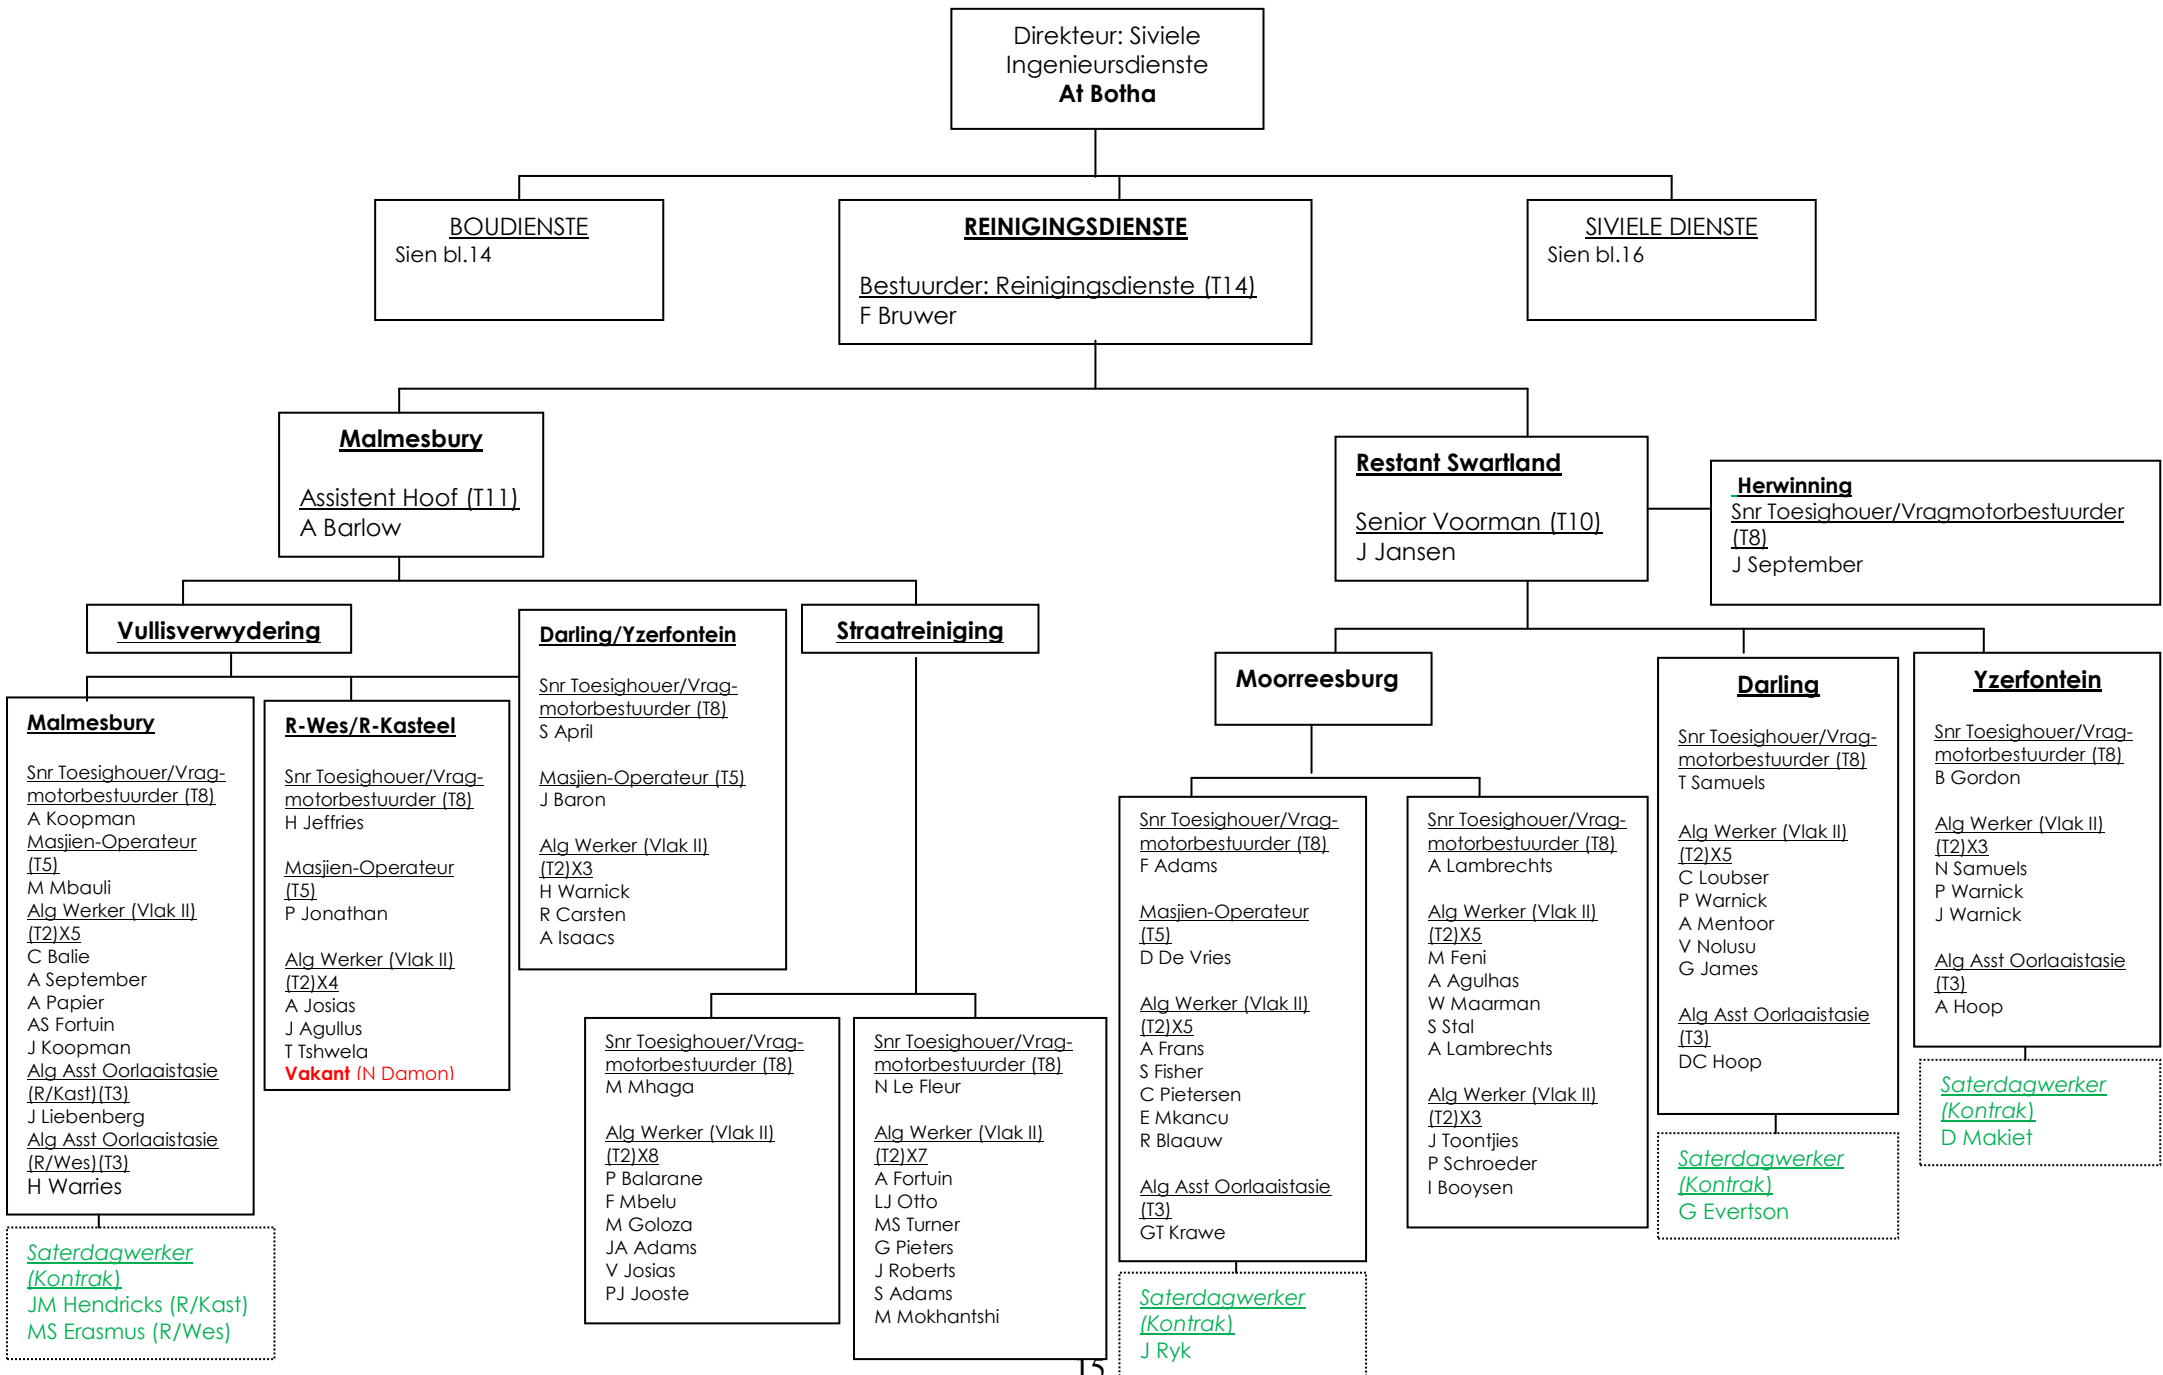 Direkteur: Siviele
Ingenieursdienste
At Botha
BOUDIENSTE
Sien bl.14
REINIGINGSDIENSTE
Bestuurder: Reinigingsdienste (T14)
F Bruwer
SIVIELE DIENSTE
Sien bl.16
Malmesbury
Assistent Hoof (T11)
A Barlow
Restant Swartland
Senior Voorman (T10)
J Jansen
Herwinning
Snr Toesighouer/Vragmotorbestuurder
(T8)
J September
Vullisverwydering
Malmesbury
Snr Toesighouer/Vrag-
motorbestuurder (T8)
A Koopman
Masjien-Operateur
(T5)
M Mbauli
Alg Werker (Vlak II)
(T2)X5
C Balie
A September
A Papier
AS Fortuin
J Koopman
Alg Asst Oorlaaistasie
(R/Kast)(T3)
J Liebenberg
Alg Asst Oorlaaistasie
(R/Wes)(T3)
H Warries
Saterdagwerker
(Kontrak)
JM Hendricks (R/Kast)
MS Erasmus (R/Wes)
R-Wes/R-Kasteel
Snr Toesighouer/Vrag-
motorbestuurder (T8)
H Jeffries
Masjien-Operateur
(T5)
P Jonathan
Alg Werker (Vlak II)
(T2)X4
A Josias
J Agullus
T Tshwela
Vakant (N Damon)
Darling/Yzerfontein
Snr Toesighouer/Vrag-
motorbestuurder (T8)
S April
Masjien-Operateur (T5)
J Baron
Alg Werker (Vlak II)
(T2)X3
H Warnick
R Carsten
A Isaacs
Straatreiniging
Snr Toesighouer/Vrag-
motorbestuurder (T8)
M Mhaga
Alg Werker (Vlak II)
(T2)X8
P Balarane
F Mbelu
M Goloza
JA Adams
V Josias
PJ Jooste
Snr Toesighouer/Vrag-
motorbestuurder (T8)
N Le Fleur
Alg Werker (Vlak II)
(T2)X7
A Fortuin
LJ Otto
MS Turner
G Pieters
J Roberts
S Adams
M Mokhantshi
Moorreesburg
Snr Toesighouer/Vrag-
motorbestuurder (T8)
F Adams
Masjien-Operateur
(T5)
D De Vries
Alg Werker (Vlak II)
(T2)X5
A Frans
S Fisher
C Pietersen
E Mkancu
R Blaauw
Alg Asst Oorlaaistasie
(T3)
GT Krawe
Saterdagwerker
(Kontrak)
J Ryk
Snr Toesighouer/Vrag-
motorbestuurder (T8)
A Lambrechts
Alg Werker (Vlak II)
(T2)X5
M Feni
A Agulhas
W Maarman
S Stal
A Lambrechts
Alg Werker (Vlak II)
(T2)X3
J Toontjies
P Schroeder
I Booysen
Darling
Snr Toesighouer/Vrag-
motorbestuurder (T8)
T Samuels
Alg Werker (Vlak II)
(T2)X5
C Loubser
P Warnick
A Mentoor
V Nolusu
G James
Alg Asst Oorlaaistasie
(T3)
DC Hoop
Saterdagwerker
(Kontrak)
G Evertson
Yzerfontein
Snr Toesighouer/Vrag-
motorbestuurder (T8)
B Gordon
Alg Werker (Vlak II)
(T2)X3
N Samuels
P Warnick
J Warnick
Alg Asst Oorlaaistasie
(T3)
A Hoop
Saterdagwerker
(Kontrak)
D Makiet
15